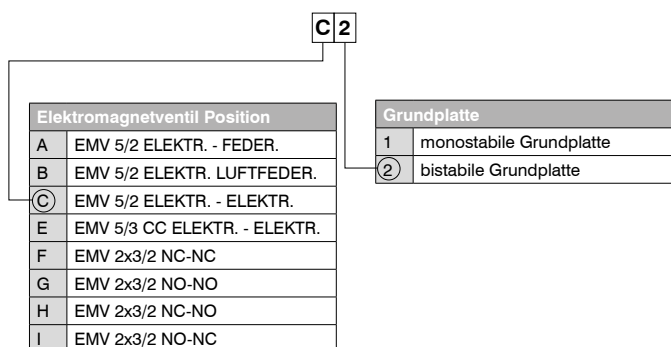 C 2
Elektromagnetventil Position
A EMV 5/2 ELEKTR. - FEDER.
B EMV 5/2 ELEKTR. LUFTFEDER.
C EMV 5/2 ELEKTR. - ELEKTR.
E EMV 5/3 CC ELEKTR. - ELEKTR.
F EMV 2x3/2 NC-NC
G EMV 2x3/2 NO-NO
H EMV 2x3/2 NC-NO
I EMV 2x3/2 NO-NC
Grundplatte
1 monostabile Grundplatte
2 bistabile Grundplatte